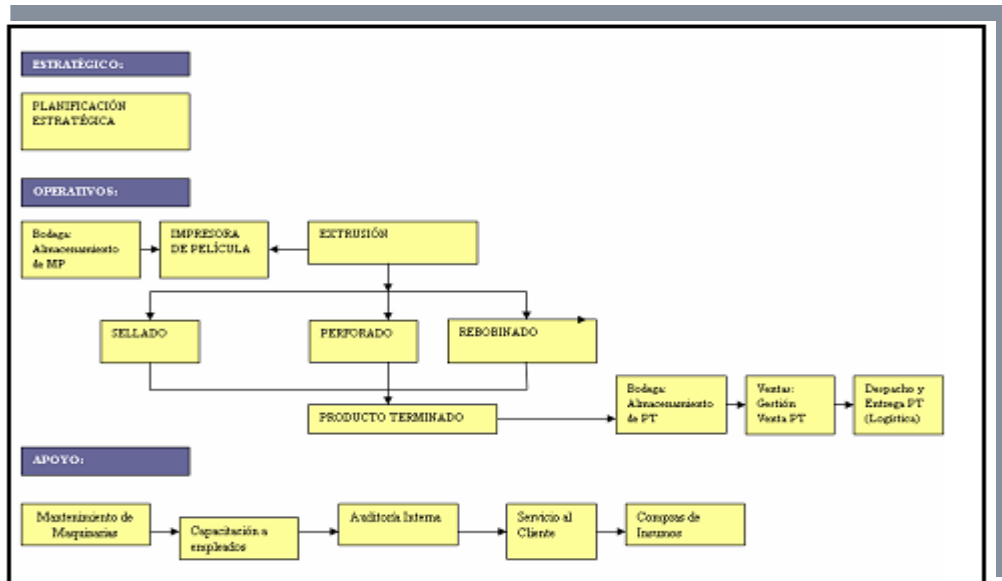 ESTRATÉGICO:
PLANIFICACIÓN
ESTRATÉGICA
OPERATIVOS:
Bodega:
Almacenamiento
de MP
IMPRESORA
DE PELÍCULA
EXTRUSIÓN
SELLADO
PERFORADO
REBOBINADO
PRODUCTO TERMINADO
Bodega:
Almacenamiento
de PT
Ventas:
Gestión
Venta PT
Despacho y
Entrega PT
(Logística)
APOYO:
Mantenimiento de
Maquinarias
Capacitación a
empleados
Auditoría Interna
Servicio al
Cliente
Compras de
Insumos